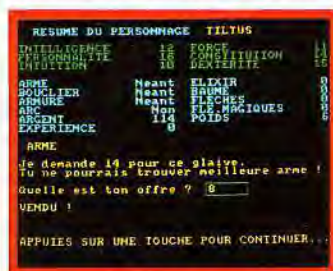 RESUME DU PERSONNAGE TILTUS
INTELLIGENCE 12 FORCE
PERSONNALITE 18 CONSTITUTION
INTUITION 10 DEXTERITE 15
ARME Neant ELIXIR 0
BOUCLIER Neant BAUME 0
ARMURE Neant FLECHES 0
ARC Non FLE.MAGIQUES 0
ARGENT 114 POIDS 6
EXPERIENCE 0
ARME
Je demande 14 pour ce glaive.
Tu ne pourrais trouver meilleure arme !
Quelle est ton offre ? 8
VENDU !
APPUIES SUR UNE TOUCHE POUR CONTINUER...